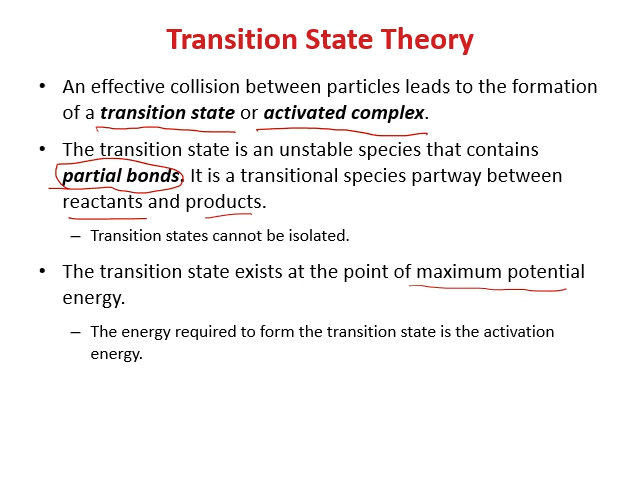 Transition State Theory
• An effective collision between particles leads to the formation
of a transition state or activated complex.
• The transition state is an unstable species that contains
partial bonds. It is a transitional species partway between
reactants and products.
– Transition states cannot be isolated.
• The transition state exists at the point of maximum potential
energy.
– The energy required to form the transition state is the activation
energy.